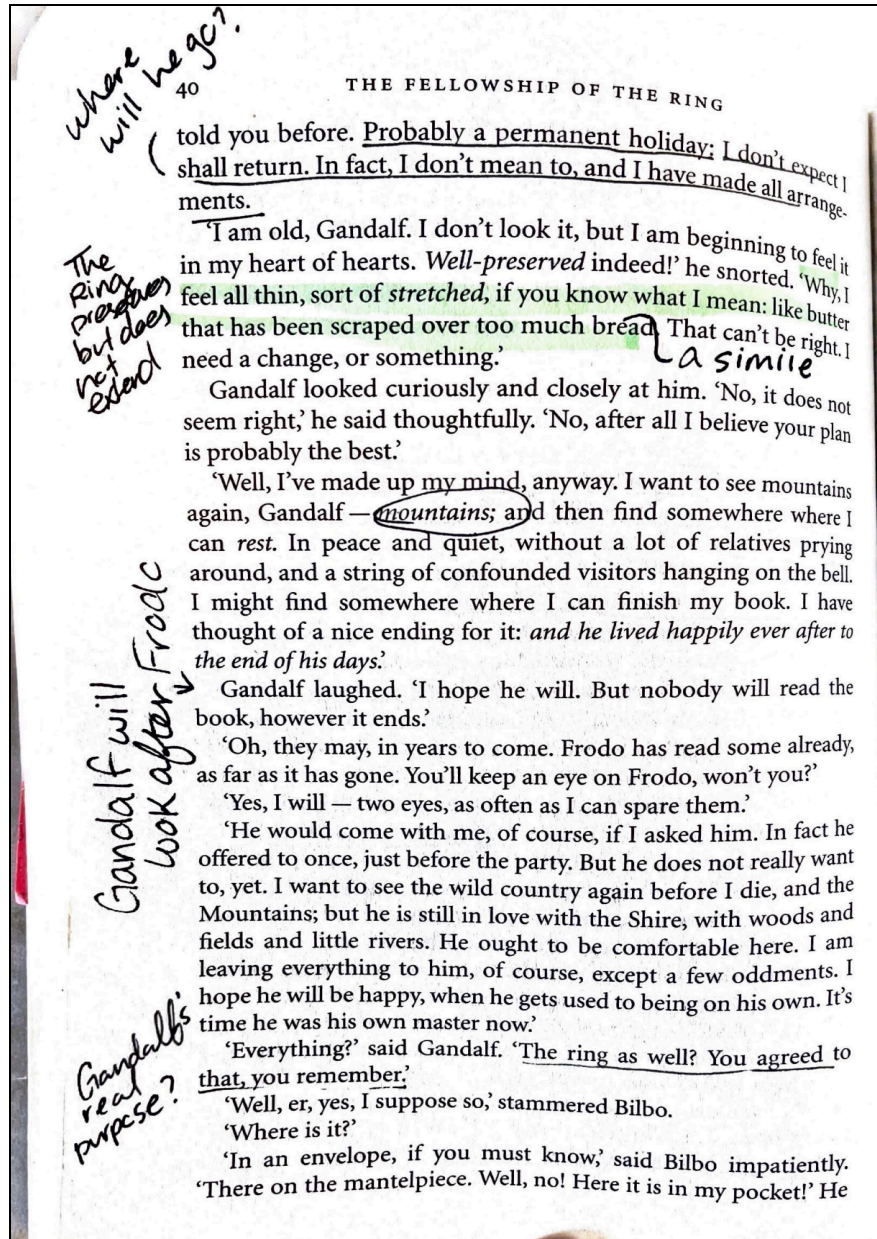 where
will he go?
40
THE FELLOWSHIP OF THE RING
told you before. Probably a permanent holiday: I don't expect I
shall return. In fact, I don't mean to, and I have made all arrange-
ments.
'I am old, Gandalf. I don't look it, but I am beginning to feel it
in my heart of hearts. Well-preserved indeed!' he snorted. 'Why, I
feel all thin, sort of stretched, if you know what I mean: like butter
that has been scraped over too much bread. That can't be right. I
need a change, or something.'
The
Ring
preserves
but does
not
extend
a simile
Gandalf looked curiously and closely at him. 'No, it does not
seem right,' he said thoughtfully. 'No, after all I believe your plan
is probably the best.'
'Well, I've made up my mind, anyway. I want to see mountains
again, Gandalf — mountains; and then find somewhere where I
can rest. In peace and quiet, without a lot of relatives prying
around, and a string of confounded visitors hanging on the bell.
I might find somewhere where I can finish my book. I have
thought of a nice ending for it: and he lived happily ever after to
the end of his days.'
Gandalf laughed. 'I hope he will. But nobody will read the
book, however it ends.'
'Oh, they may, in years to come. Frodo has read some already,
as far as it has gone. You'll keep an eye on Frodo, won't you?'
'Yes, I will — two eyes, as often as I can spare them.'
Gandalf will
look after Frodo
'He would come with me, of course, if I asked him. In fact he
offered to once, just before the party. But he does not really want
to, yet. I want to see the wild country again before I die, and the
Mountains; but he is still in love with the Shire, with woods and
fields and little rivers. He ought to be comfortable here. I am
leaving everything to him, of course, except a few oddments. I
hope he will be happy, when he gets used to being on his own. It's
time he was his own master now.'
'Everything?' said Gandalf. 'The ring as well? You agreed to
that, you remember.'
Gandalf's
real
purpose?
'Well, er, yes, I suppose so,' stammered Bilbo.
'Where is it?'
'In an envelope, if you must know,' said Bilbo impatiently.
'There on the mantelpiece. Well, no! Here it is in my pocket!' He